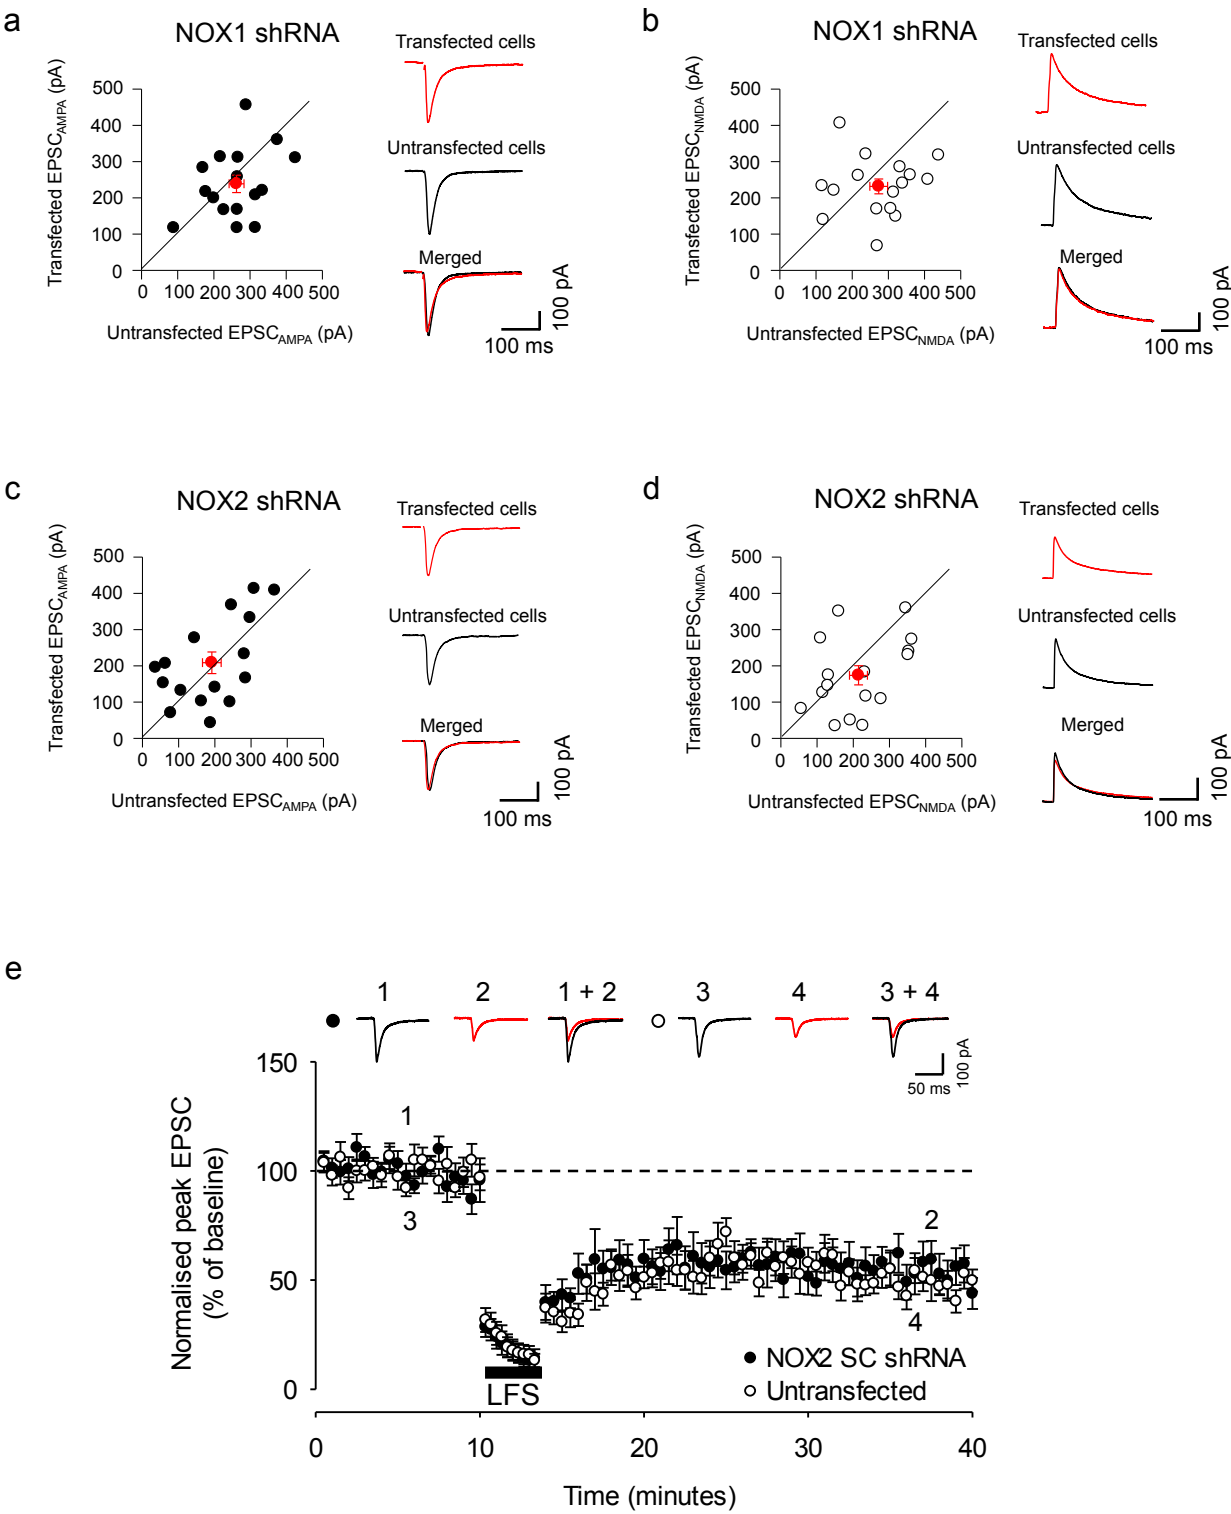 a
NOX1 shRNA
Transfected EPSCAMPA (pA)
500
400
300
200
100
0
0 100 200 300 400 500
Untransfected EPSCAMPA (pA)
Transfected cells
Untransfected cells
Merged
100 pA
100 ms
b
NOX1 shRNA
Transfected EPSCNMDA (pA)
500
400
300
200
100
0
0 100 200 300 400 500
Untransfected EPSCNMDA (pA)
Transfected cells
Untransfected cells
Merged
100 pA
100 ms
c
NOX2 shRNA
Transfected EPSCAMPA (pA)
500
400
300
200
100
0
0 100 200 300 400 500
Untransfected EPSCAMPA (pA)
Transfected cells
Untransfected cells
Merged
100 pA
100 ms
d
NOX2 shRNA
Transfected EPSCNMDA (pA)
500
400
300
200
100
0
0 100 200 300 400 500
Untransfected EPSCNMDA (pA)
Transfected cells
Untransfected cells
Merged
100 pA
100 ms
e
1 2 1 + 2 3 4 3 + 4
100 pA
50 ms
Normalised peak EPSC
(% of baseline)
150
100
50
0
1
3
2
4
LFS
NOX2 SC shRNA
Untransfected
0 10 20 30 40
Time (minutes)